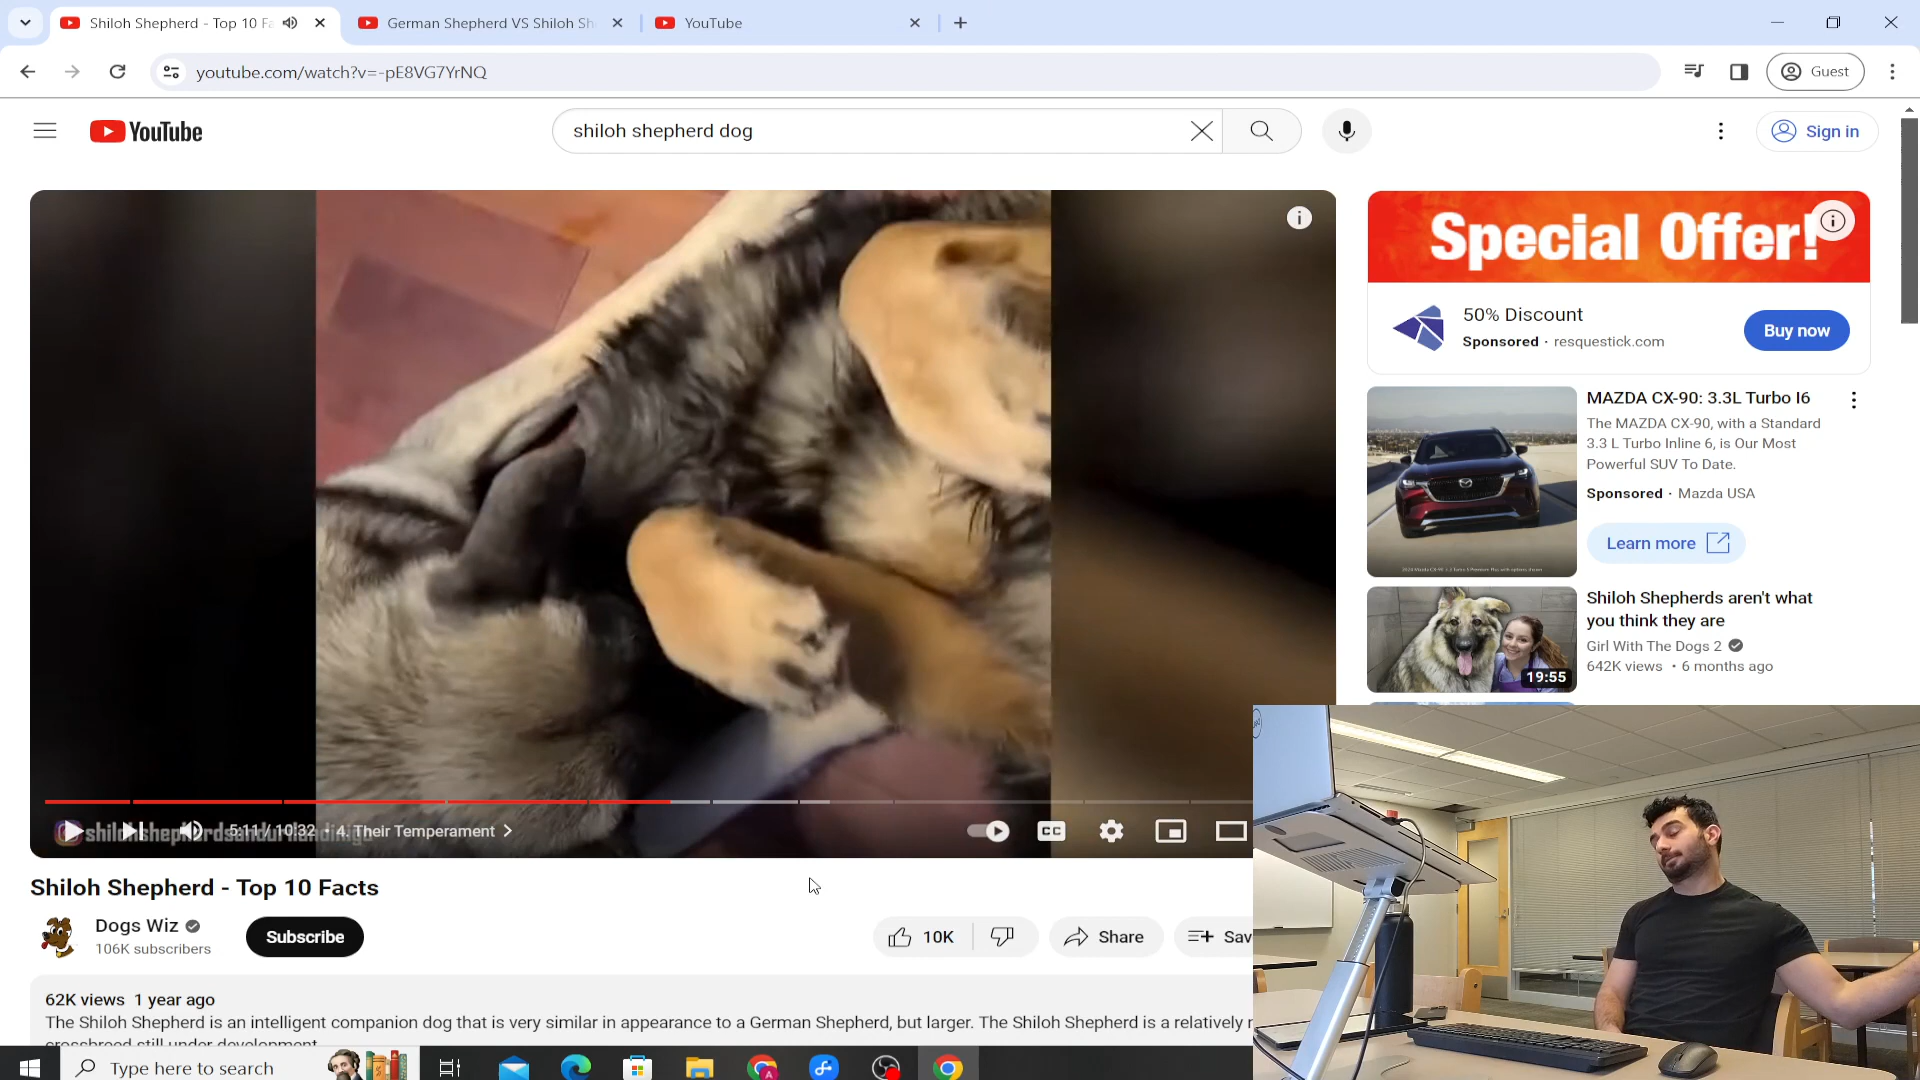 Shiloh Shepherd - Top 10 Fa
German Shepherd VS Shiloh Sh
YouTube
youtube.com/watch?v=-pE8VG7YrNQ
Guest
YouTube
shiloh shepherd dog
Sign in
Special Offer!
50% Discount
Sponsored · resquestick.com
Buy now
MAZDA CX-90: 3.3L Turbo I6
The MAZDA CX-90, with a Standard
3.3 L Turbo Inline 6, is Our Most
Powerful SUV To Date.
Sponsored · Mazda USA
Learn more
Shiloh Shepherds aren't what
you think they are
Girl With The Dogs 2
642K views • 6 months ago
19:55
5:11 / 10:32 • 4. Their Temperament
CC
Shiloh Shepherd - Top 10 Facts
Dogs Wiz
106K subscribers
Subscribe
10K
Share
Sav
62K views 1 year ago
The Shiloh Shepherd is an intelligent companion dog that is very similar in appearance to a German Shepherd, but larger. The Shiloh Shepherd is a relatively r
crossbreed still under development
Type here to search